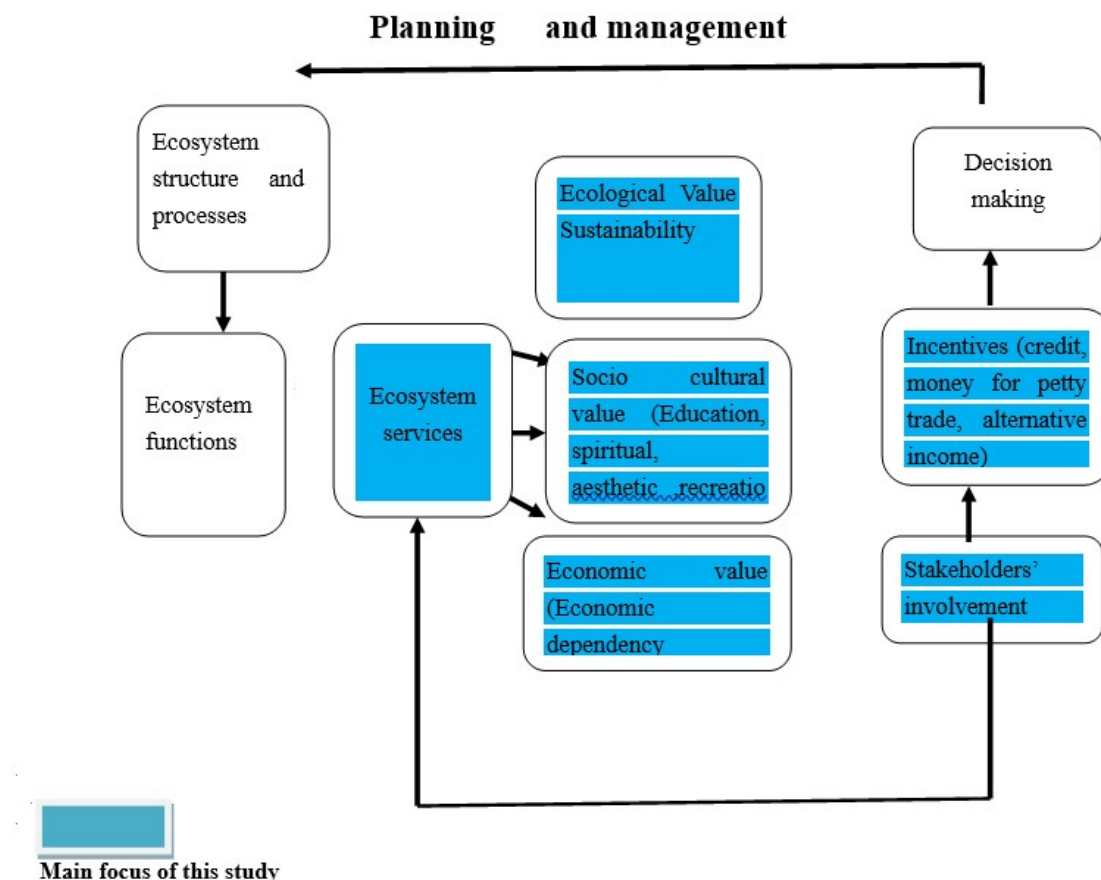 Planning and management
Ecosystem
structure and
processes
Ecosystem
functions
Ecosystem
services
Ecological Value
Sustainability
Socio cultural
value (Education,
spiritual,
aesthetic ,recreatio
Economic value
(Economic
dependency
Decision
making
Incentives (credit,
money for petty
trade, alternative
income)
Stakeholders’
involvement
Main focus of this study